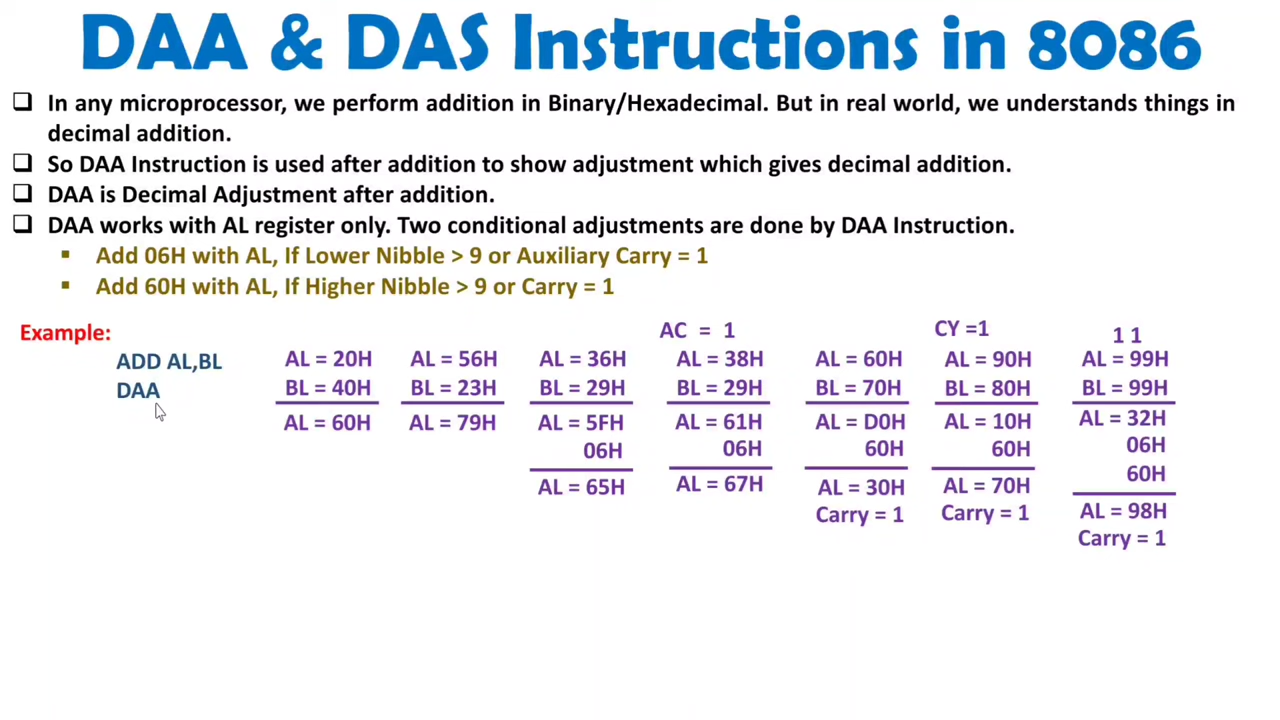 DAA & DAS Instructions in 8086
❑ In any microprocessor, we perform addition in Binary/Hexadecimal. But in real world, we understands things in
decimal addition.
❑ So DAA Instruction is used after addition to show adjustment which gives decimal addition.
❑ DAA is Decimal Adjustment after addition.
❑ DAA works with AL register only. Two conditional adjustments are done by DAA Instruction.
▪ Add 06H with AL, If Lower Nibble > 9 or Auxiliary Carry = 1
▪ Add 60H with AL, If Higher Nibble > 9 or Carry = 1
Example:
ADD AL,BL
DAA
AL = 20H
BL = 40H
AL = 60H
AL = 56H
BL = 23H
AL = 79H
AL = 36H
BL = 29H
AL = 5FH
06H
AL = 65H
AC = 1
AL = 38H
BL = 29H
AL = 61H
06H
AL = 67H
AL = 60H
BL = 70H
AL = D0H
60H
AL = 30H
Carry = 1
CY =1
AL = 90H
BL = 80H
AL = 10H
60H
AL = 70H
Carry = 1
1 1
AL = 99H
BL = 99H
AL = 32H
06H
60H
AL = 98H
Carry = 1